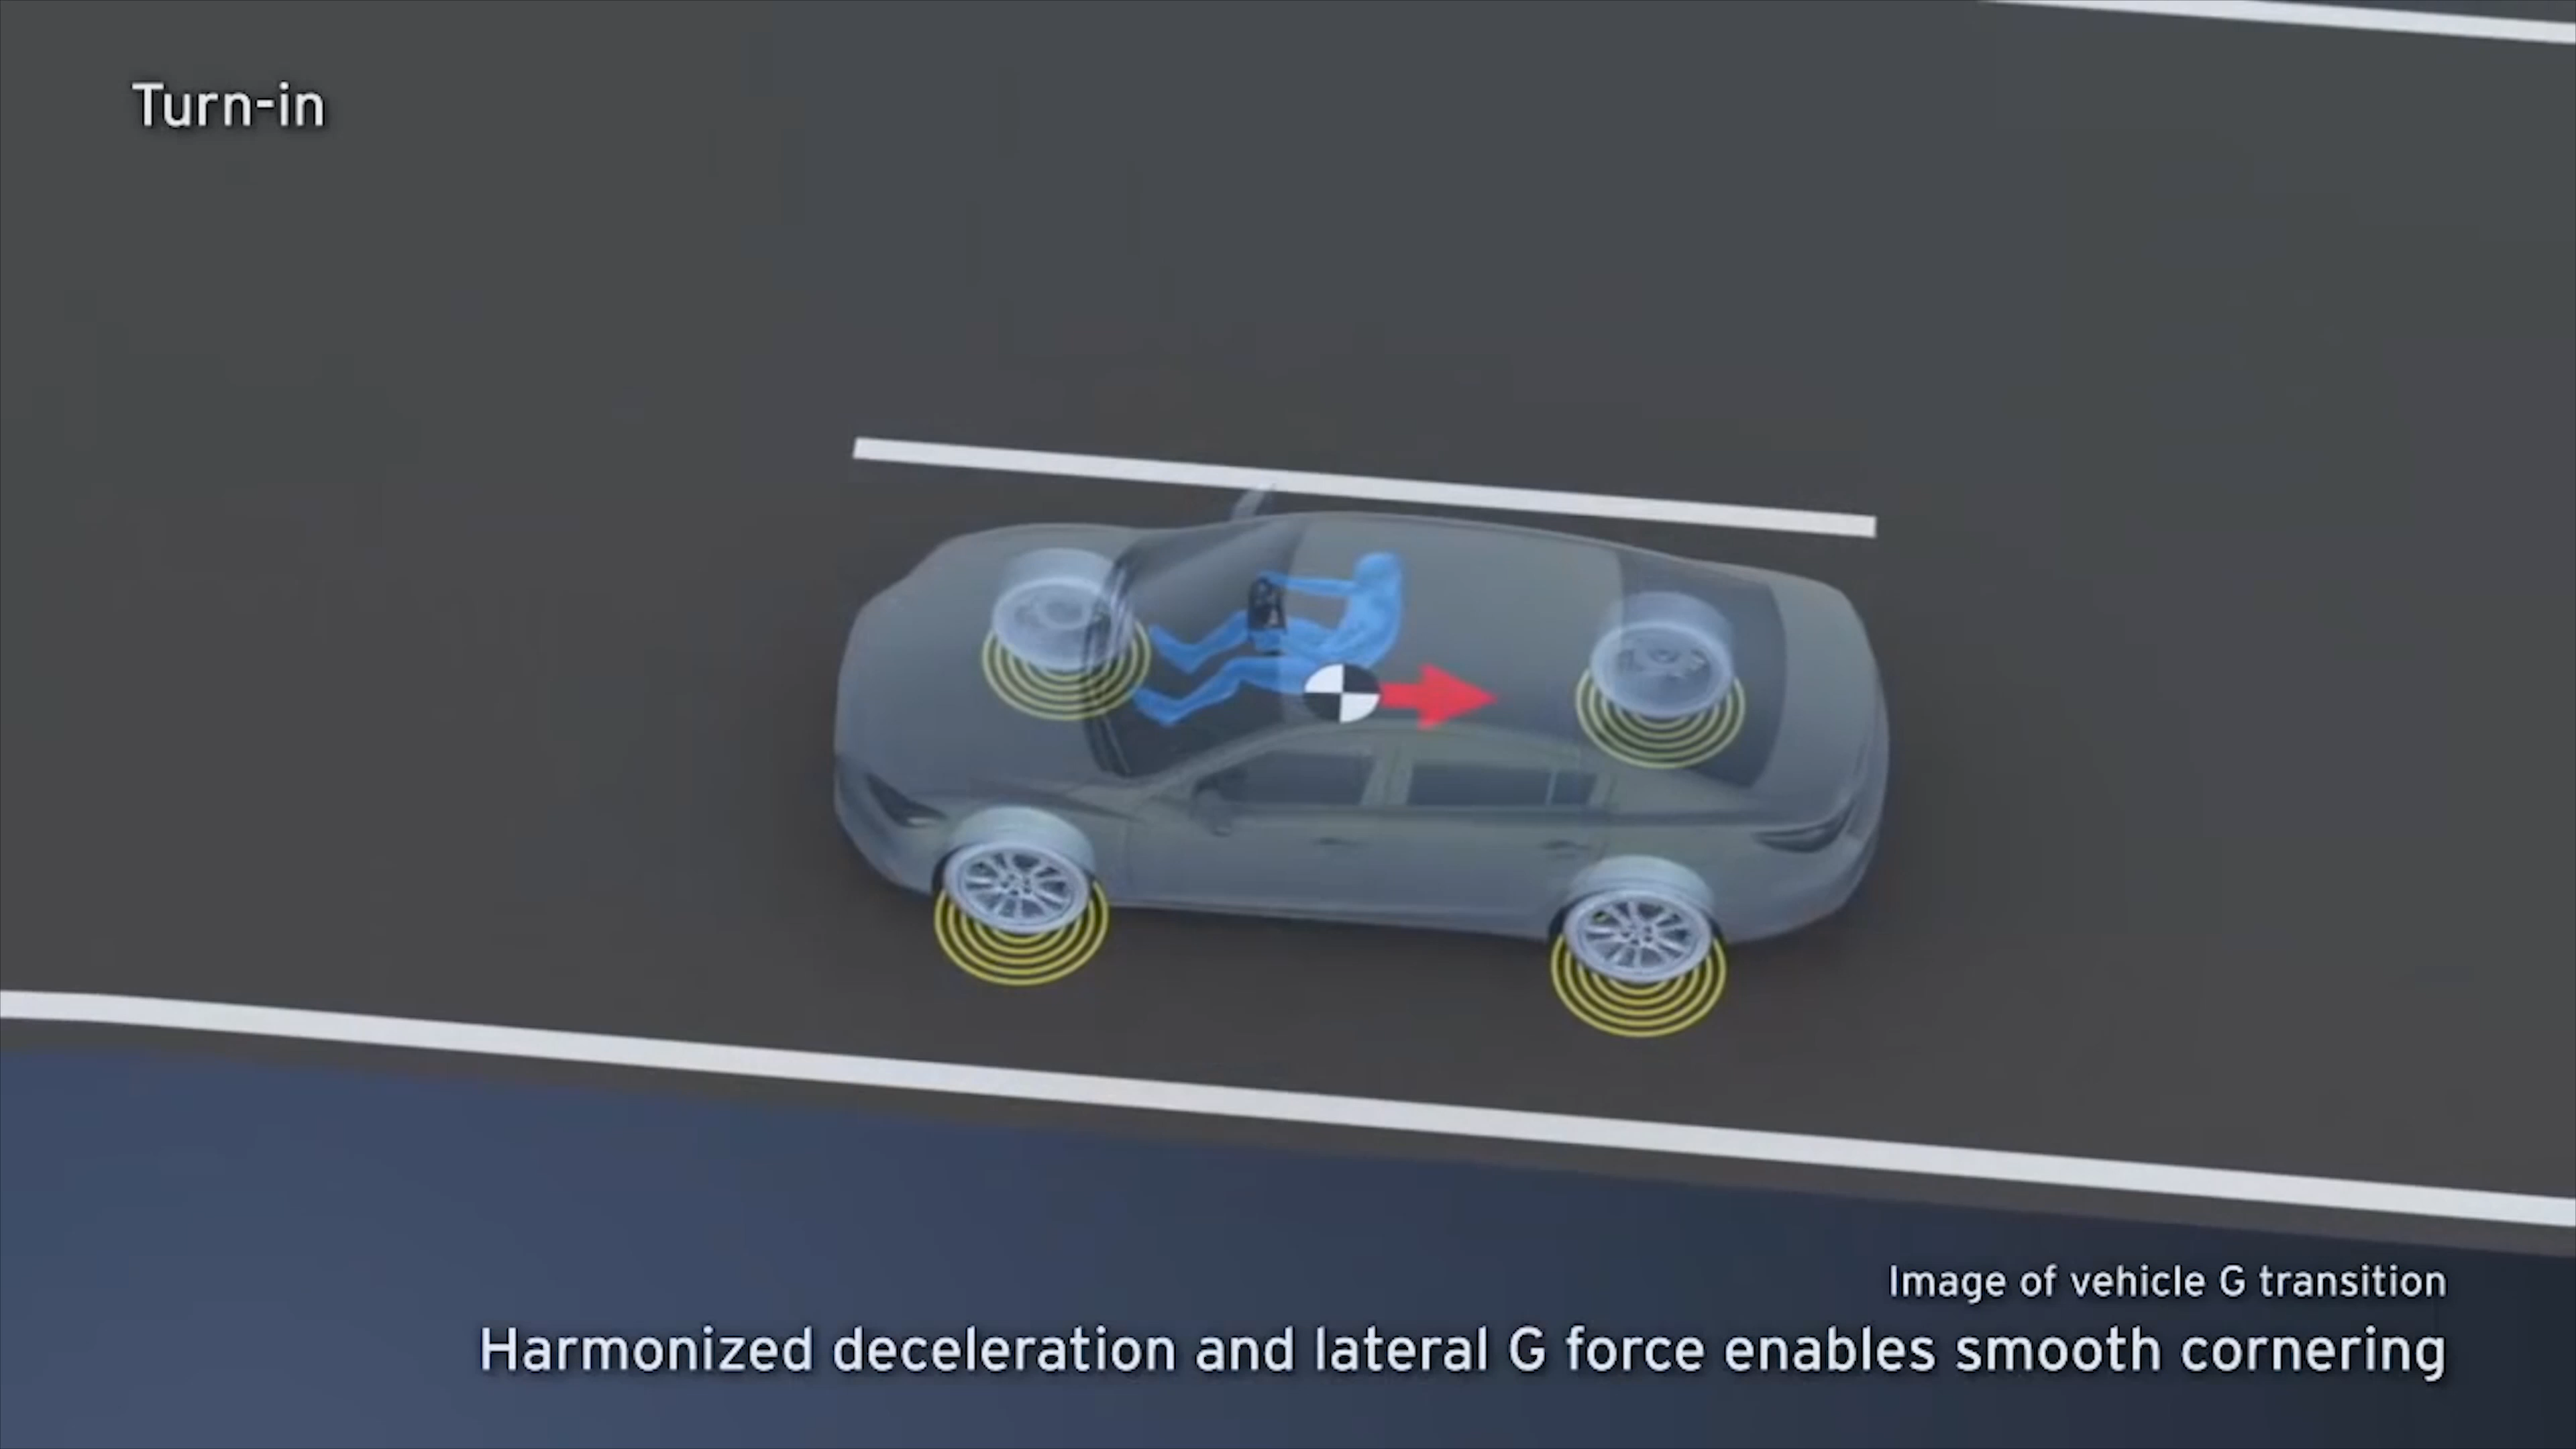 Turn-in
Image of vehicle G transition
Harmonized deceleration and lateral G force enables smooth cornering